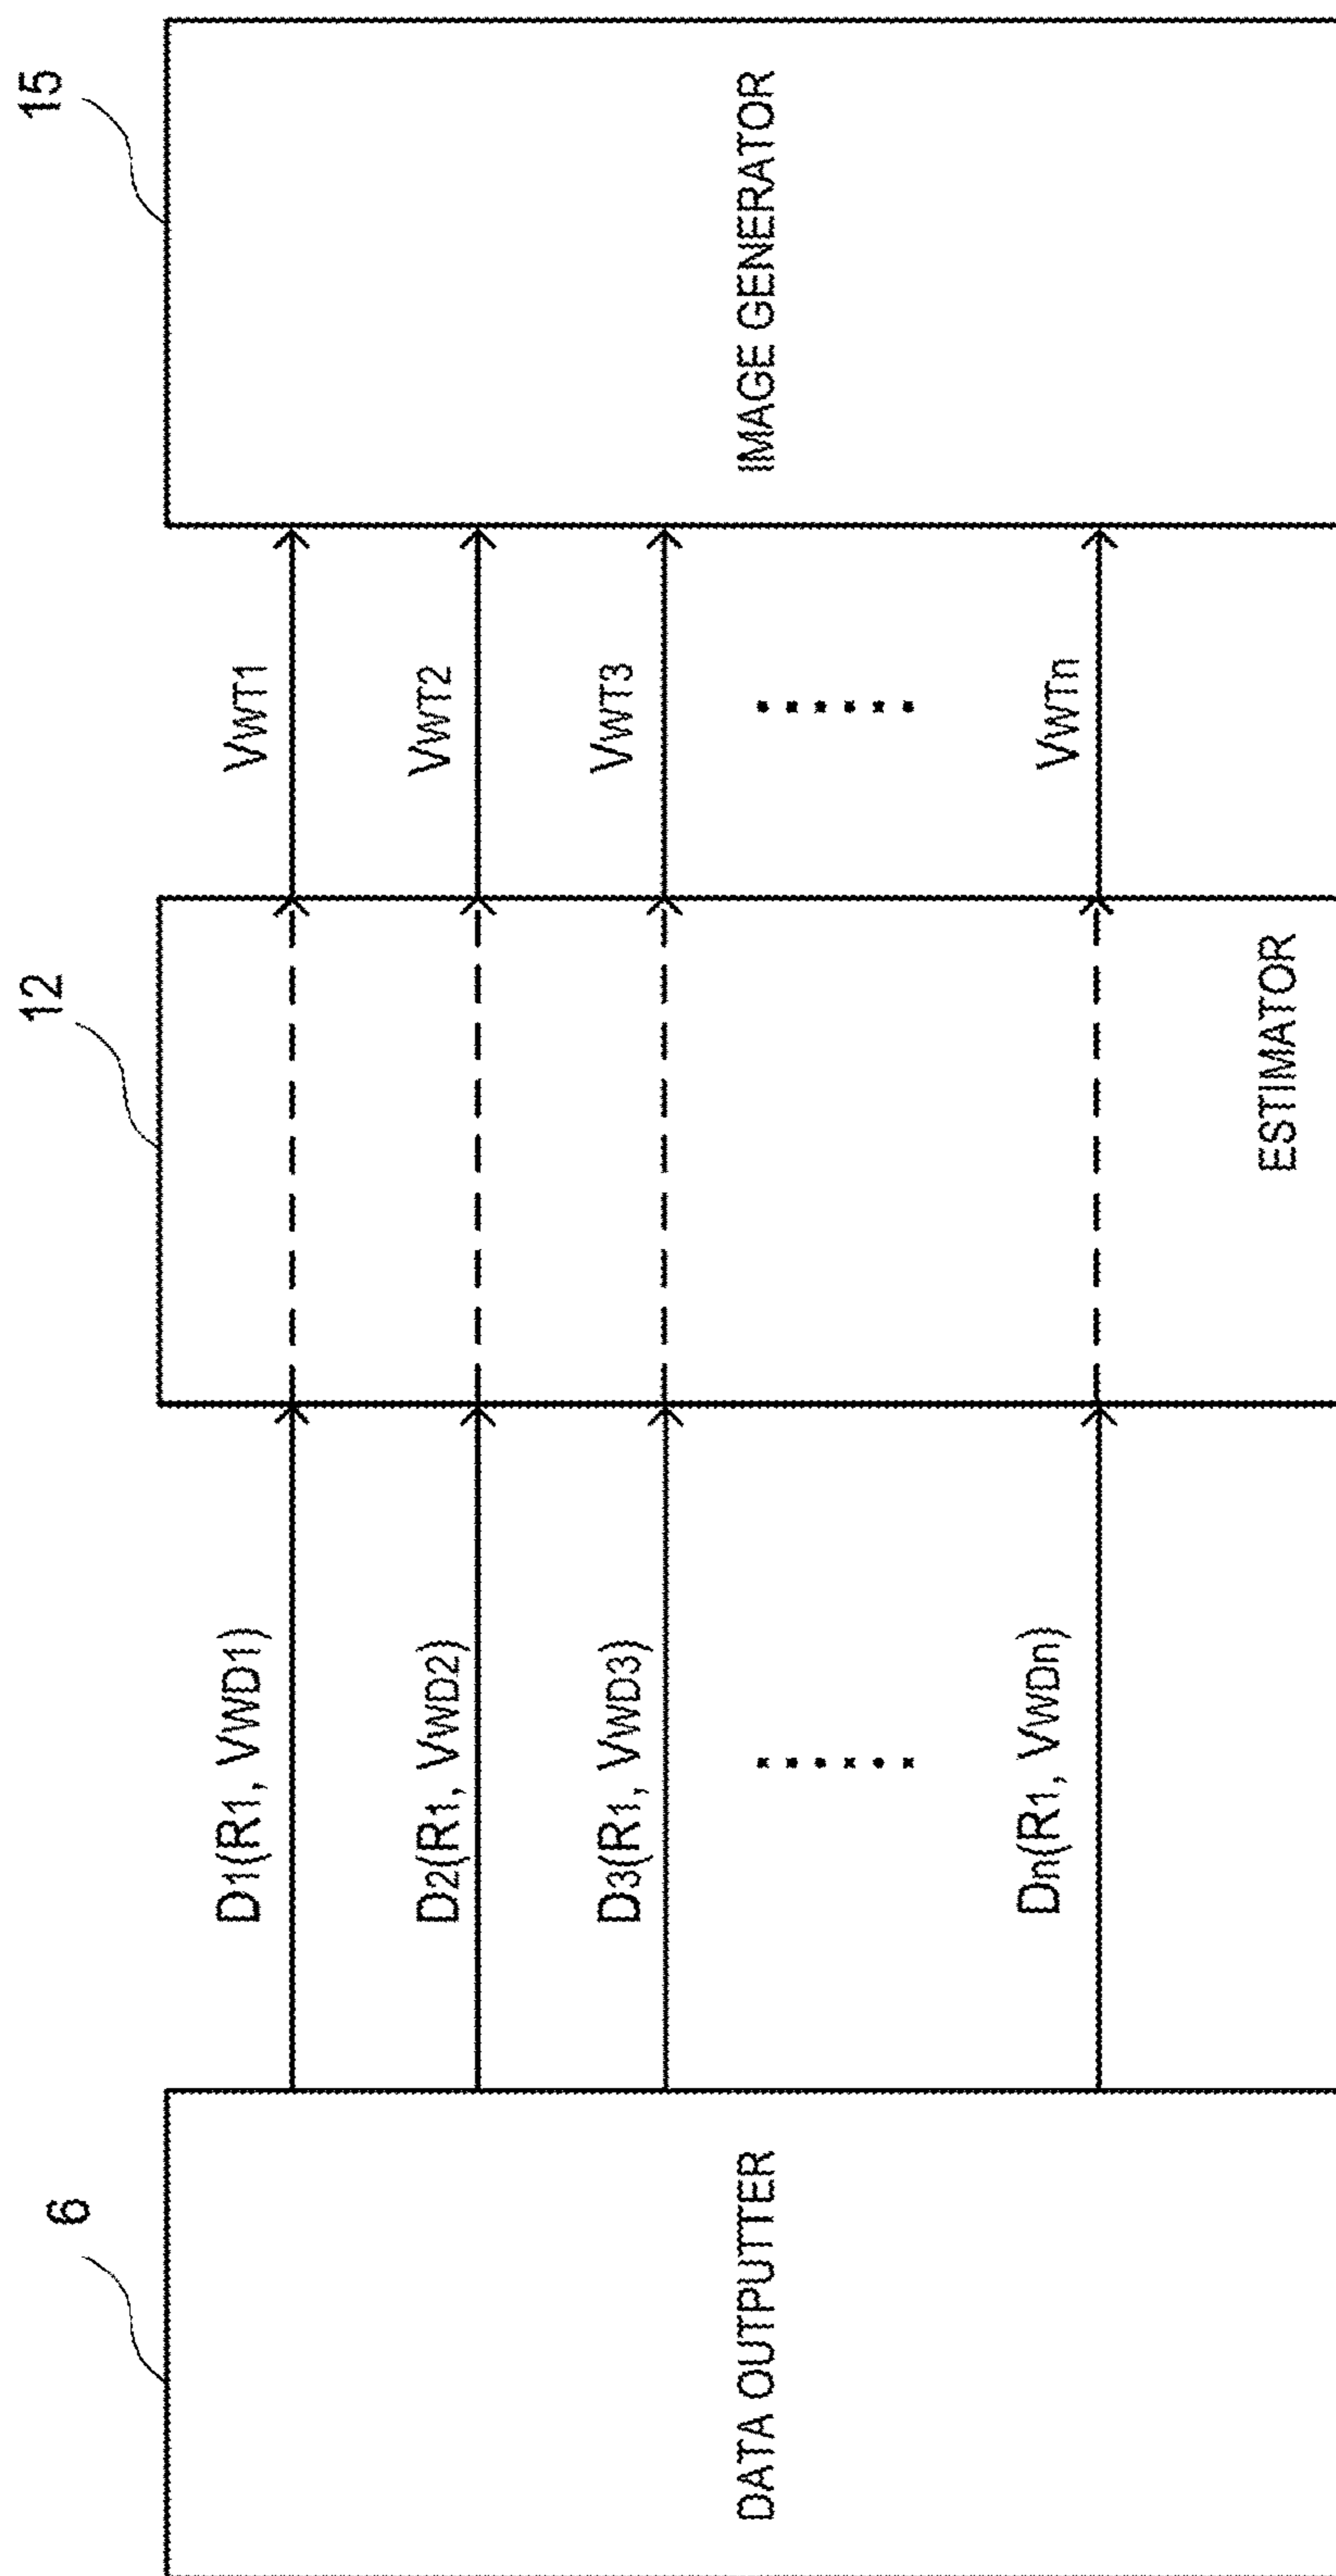 6
12
15
D1(R1, VWD1)
VWT1
D2(R1, VWD2)
VWT2
D3(R1, VWD3)
VWT3
DATA OUTPUTTER
......
......
IMAGE GENERATOR
Dn(R1, VWDn)
VWTn
ESTIMATOR